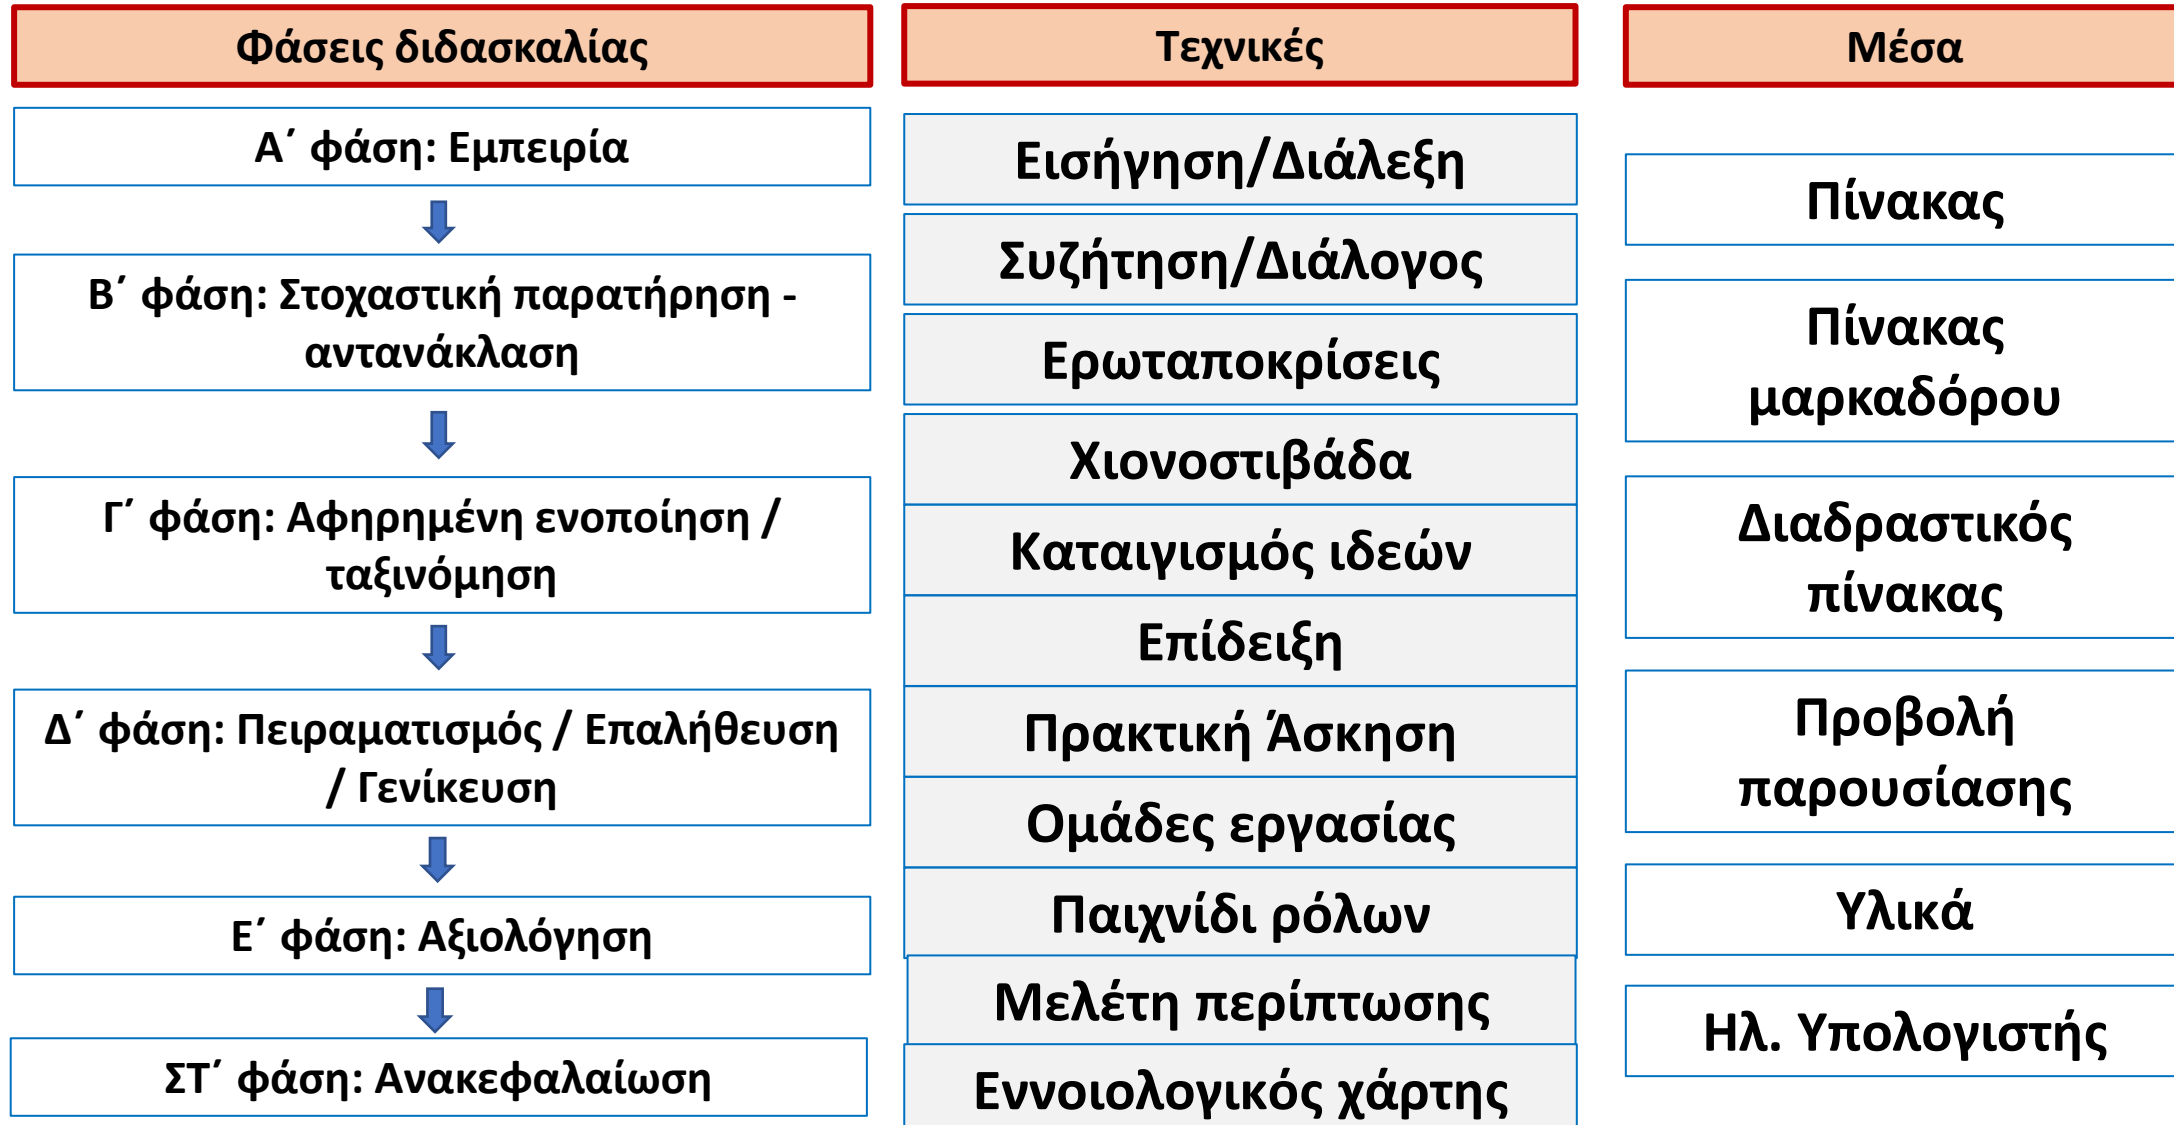 Φάσεις διδασκαλίας
Α΄ φάση: Εμπειρία
Β΄ φάση: Στοχαστική παρατήρηση -
αντανάκλαση
Γ΄ φάση: Αφηρημένη ενοποίηση /
ταξινόμηση
Δ΄ φάση: Πειραματισμός / Επαλήθευση
/ Γενίκευση
Ε΄ φάση: Αξιολόγηση
ΣΤ΄ φάση: Ανακεφαλαίωση
Τεχνικές
Εισήγηση/Διάλεξη
Συζήτηση/Διάλογος
Ερωταποκρίσεις
Χιονοστιβάδα
Καταιγισμός ιδεών
Επίδειξη
Πρακτική Άσκηση
Ομάδες εργασίας
Παιχνίδι ρόλων
Μελέτη περίπτωσης
Εννοιολογικός χάρτης
Μέσα
Πίνακας
Πίνακας
μαρκαδόρου
Διαδραστικός
πίνακας
Προβολή
παρουσίασης
Υλικά
Ηλ. Υπολογιστής